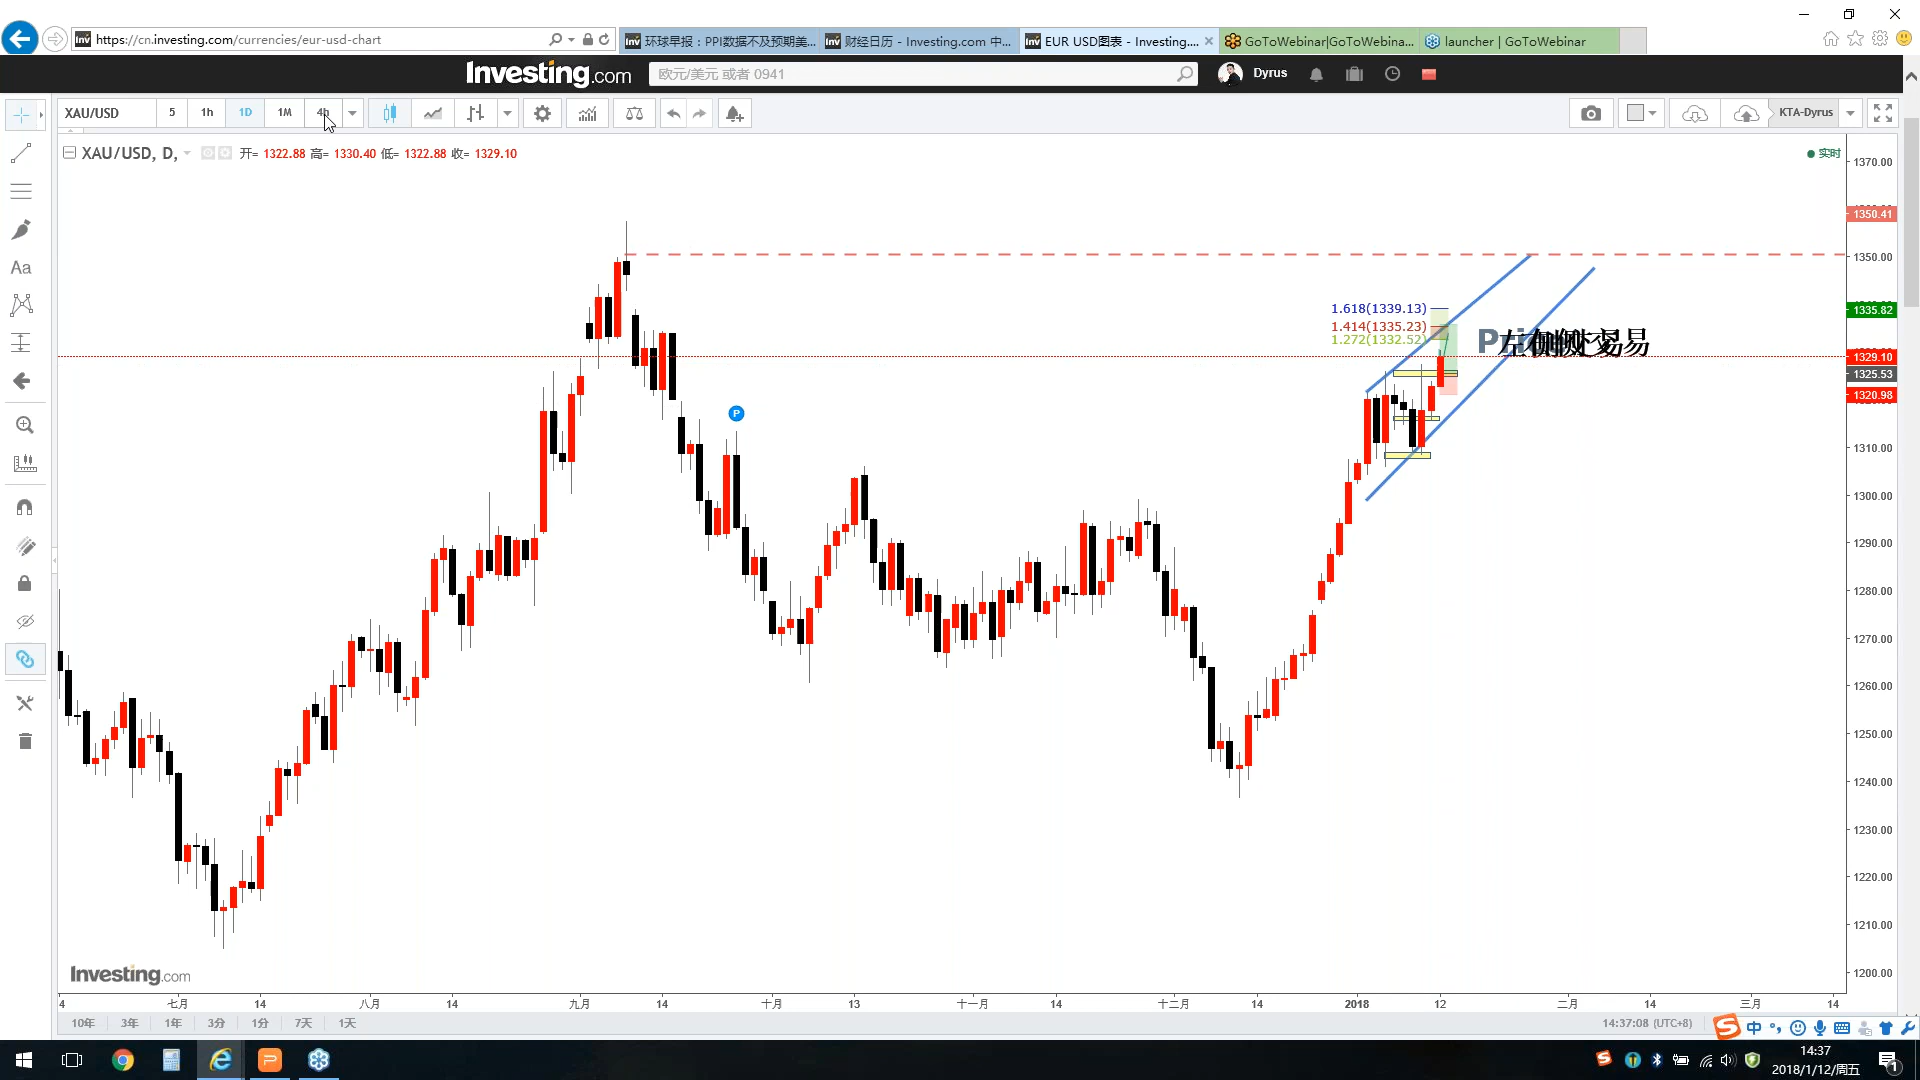 https://cn.investing.com/currencies/eur-usd-chart
环球早报：PPI数据不及预期美...
财经日历 - Investing.com 中...
EUR USD图表 - Investing....
GoToWebinar|GoToWebina...
launcher | GoToWebinar
Investing.com
欧元/美元 或者 0941
Dyrus
XAU/USD
5
1h
1D
1M
4h
KTA-Dyrus
XAU/USD, D,
开= 1322.88 高= 1330.40 低= 1322.88 收= 1329.10
实时
1370.00
1350.41
1350.00
1.618(1339.13)
1.414(1335.23)
1.272(1332.52)
1335.82
1329.10
1325.53
1320.98
1310.00
1300.00
1290.00
1280.00
1270.00
1260.00
1250.00
1240.00
1230.00
1220.00
1210.00
1200.00
P
Aa
Investing.com
4 七月 14 八月 14 九月 14 十月 13 十一月 14 十二月 14 2018 12 二月 14 三月 14
10年 3年 1年 3分 1分 7天 1天
14:37:08 (UTC+8)
中
14:37
2018/1/12/周五
1